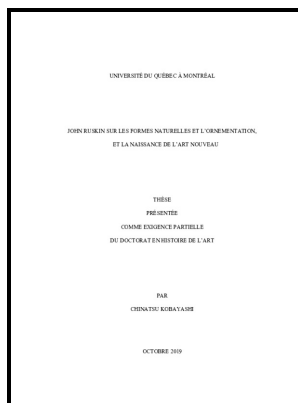 UNIVERSITÉ DU QUÉBEC À MONTRÉAL
JOHN RUSKIN SUR LES FORMES NATURELLES ET L'ORNEMENTATION,
ET LA NAISSANCE DE L'ART NOUVEAU
THÈSE
PRÉSENTÉE
COMME EXIGENCE PARTIELLE
DU DOCTORAT EN HISTOIRE DE L'ART
PAR
CHINATSU KOBAYASHI
OCTOBRE 2019